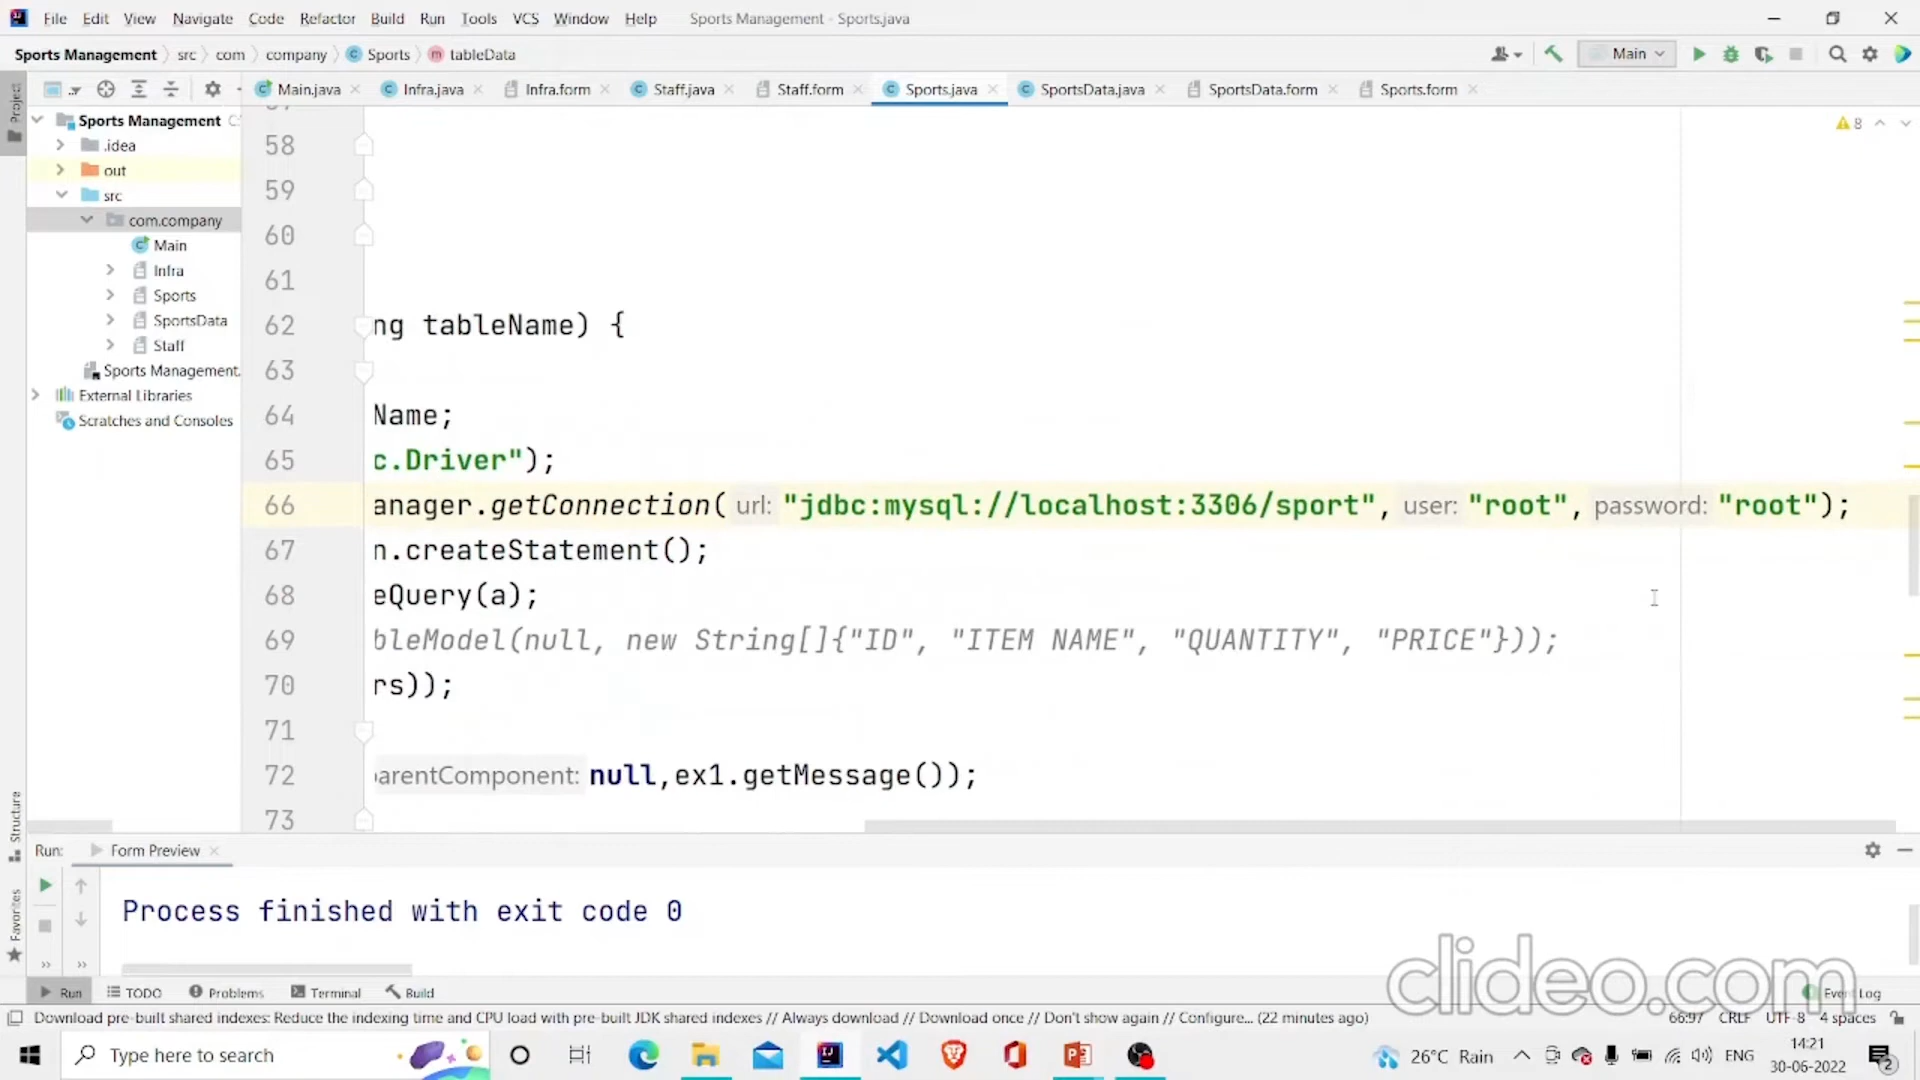 File Edit View Navigate Code Refactor Build Run Tools VCS Window Help Sports Management - Sports.java
Sports Management src com company Sports tableData Main
Project
Main.java Infra.java Infra.form Staff.java Staff.form Sports.java SportsData.java SportsData.form Sports.form
Sports Management
.idea
out
src
com.company
Main
Infra
Sports
SportsData
Staff
Sports Management.
External Libraries
Scratches and Consoles
8
58
59
60
61
62 ng tableName) {
63
64 Name;
65 c.Driver");
66 anager.getConnection( url: "jdbc:mysql://localhost:3306/sport", user: "root", password: "root");
67 n.createStatement();
68 eQuery(a);
69 bleModel(null, new String[]{"ID", "ITEM NAME", "QUANTITY", "PRICE"}));
70 rs));
71
72 parentComponent: null,ex1.getMessage());
73
Structure
Favorites
Run: Form Preview
Process finished with exit code 0
clideo.com
Run TODO Problems Terminal Build Event Log
Download pre-built shared indexes: Reduce the indexing time and CPU load with pre-built JDK shared indexes // Always download // Download once // Don't show again // Configure... (22 minutes ago) 66:97 CRLF UTF-8 4 spaces
Type here to search 26°C Rain ENG 14:21
30-06-2022
2